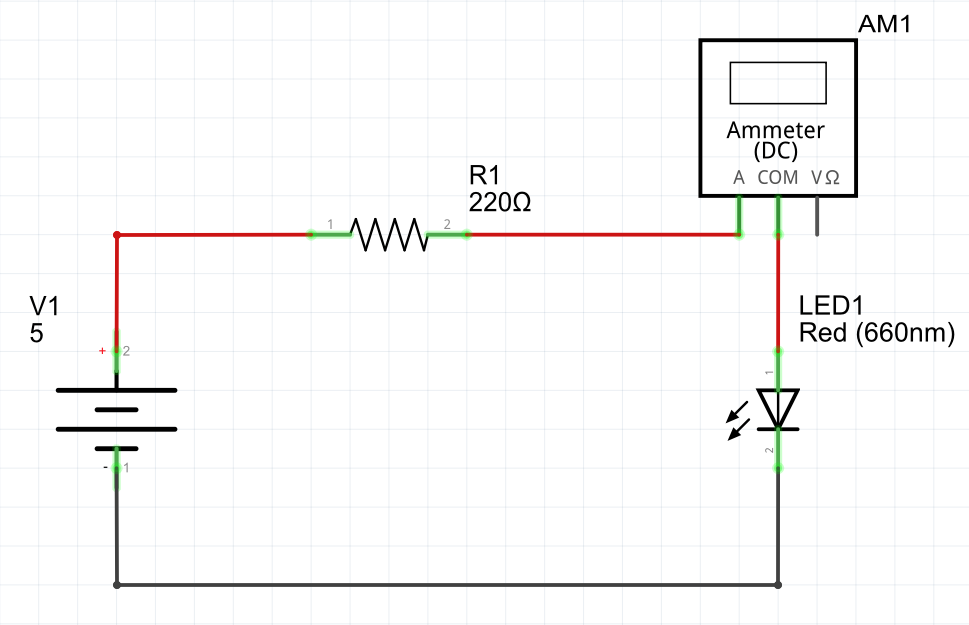 AM1
Ammeter
(DC)
A COM VΩ
R1
220Ω
1 2
V1
5
+ 2
- 1
LED1
Red (660nm)
1
2